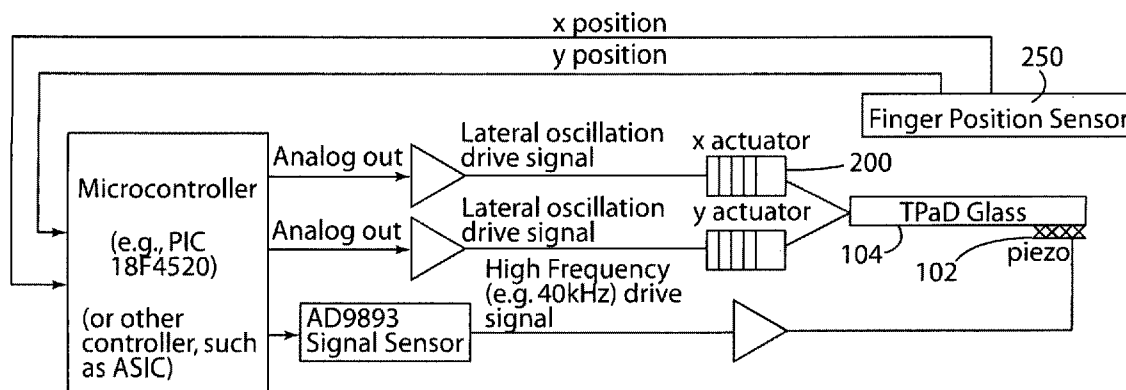 x position
y position
250
Finger Position Sensor
Microcontroller
(e.g., PIC
18F4520)
(or other
controller, such
as ASIC)
Analog out
Lateral oscillation
drive signal
x actuator
200
Analog out
Lateral oscillation
drive signal
y actuator
TPaD Glass
104
102
piezo
High Frequency
(e.g. 40kHz) drive
signal
AD9893
Signal Sensor